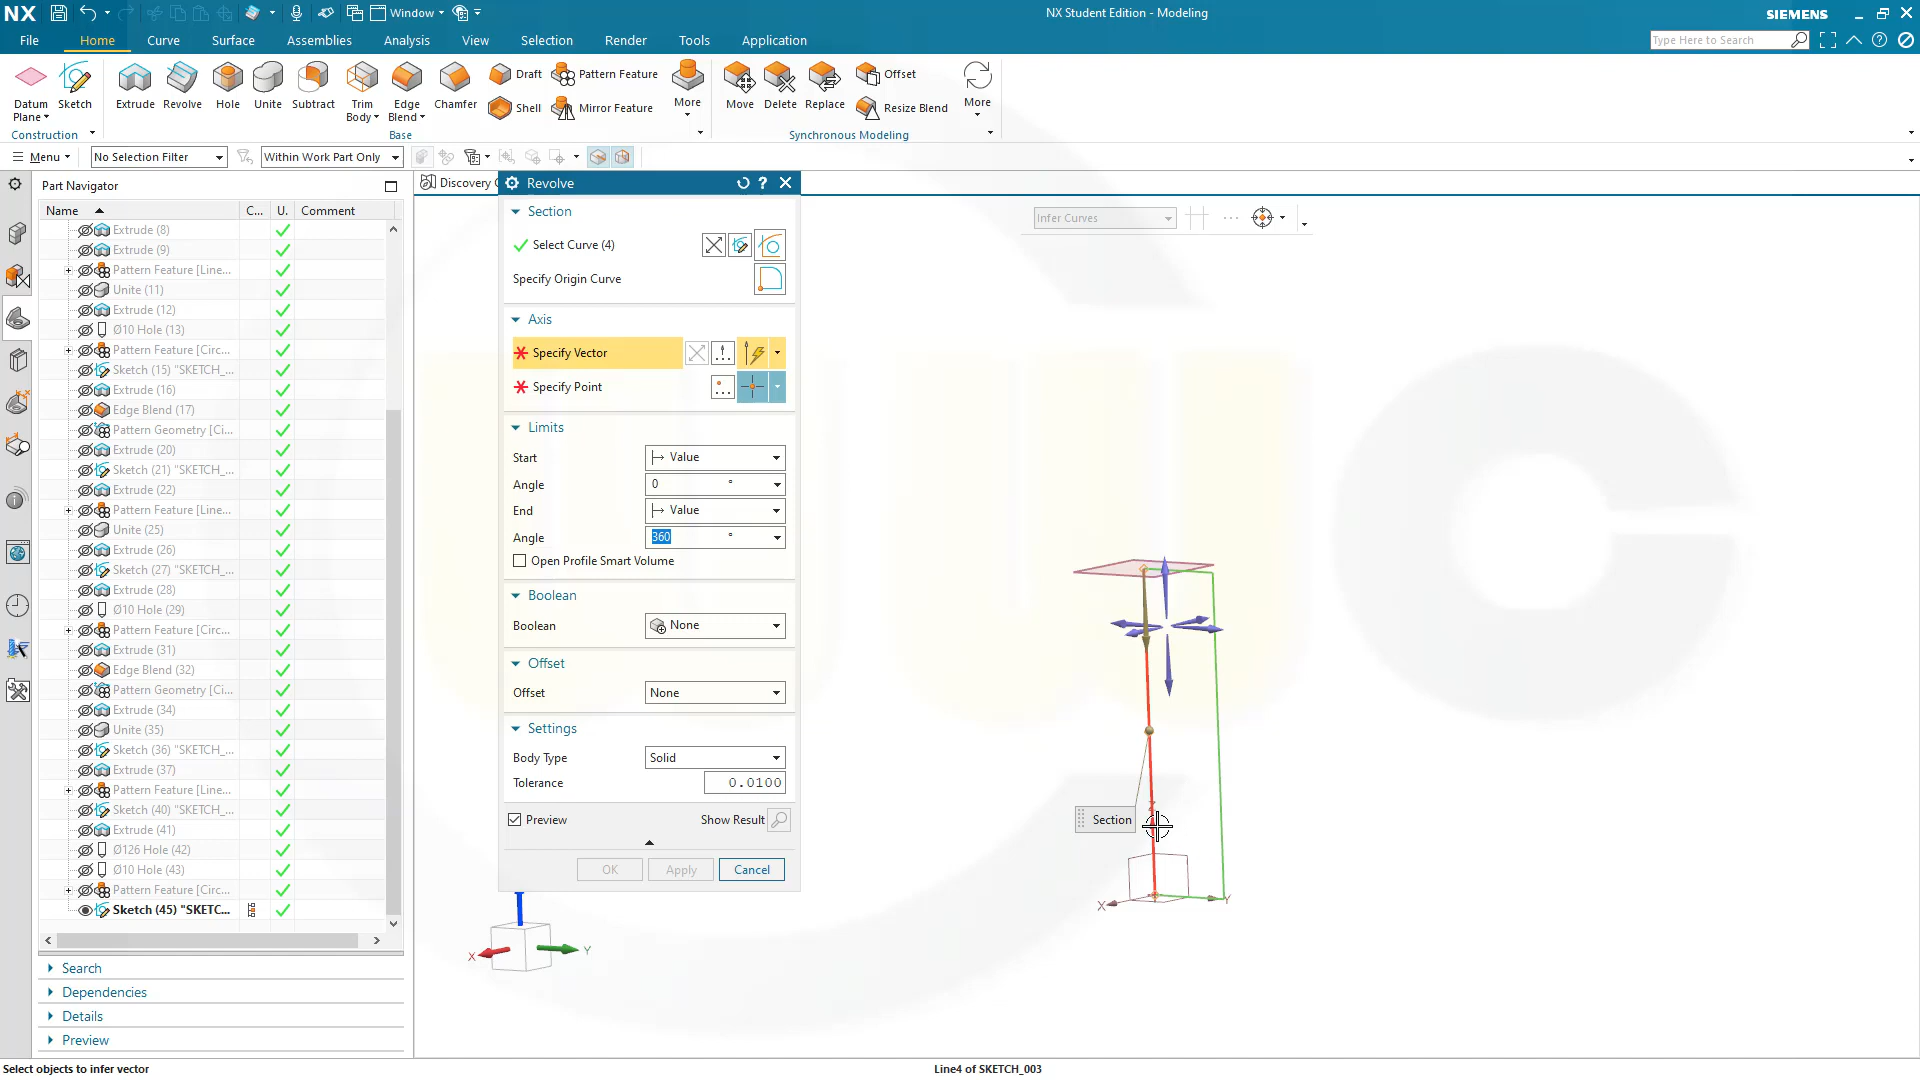 NX
Window
NX Student Edition - Modeling
SIEMENS
File
Home
Curve
Surface
Assemblies
Analysis
View
Selection
Render
Tools
Application
Type Here to Search
Datum
Plane
Sketch
Extrude
Revolve
Hole
Unite
Subtract
Trim
Body
Edge
Blend
Chamfer
Draft
Shell
Pattern Feature
Mirror Feature
More
Move
Delete
Replace
Offset
Resize Blend
More
Construction
Base
Synchronous Modeling
Menu
No Selection Filter
Within Work Part Only
Part Navigator
Name
C...
U.
Comment
Extrude (8)
Extrude (9)
Pattern Feature [Line...
Unite (11)
Extrude (12)
Ø10 Hole (13)
Pattern Feature [Circ...
Sketch (15) "SKETCH_...
Extrude (16)
Edge Blend (17)
Pattern Geometry [Ci...
Extrude (20)
Sketch (21) "SKETCH_...
Extrude (22)
Pattern Feature [Line...
Unite (25)
Extrude (26)
Sketch (27) "SKETCH_...
Extrude (28)
Ø10 Hole (29)
Pattern Feature [Circ...
Extrude (31)
Edge Blend (32)
Pattern Geometry [Ci...
Extrude (34)
Unite (35)
Sketch (36) "SKETCH_...
Extrude (37)
Pattern Feature [Line...
Sketch (40) "SKETCH_...
Extrude (41)
Ø126 Hole (42)
Ø10 Hole (43)
Pattern Feature [Circ...
Sketch (45) "SKETC...
Search
Dependencies
Details
Preview
Discovery
Revolve
Section
Select Curve (4)
Specify Origin Curve
Axis
Specify Vector
Specify Point
Limits
Start
Value
Angle
0 °
End
Value
Angle
360 °
Open Profile Smart Volume
Boolean
Boolean
None
Offset
Offset
None
Settings
Body Type
Solid
Tolerance
0.0100
Preview
Show Result
OK
Apply
Cancel
Infer Curves
Section
Z
X
Y
X
Y
Select objects to infer vector
Line4 of SKETCH_003